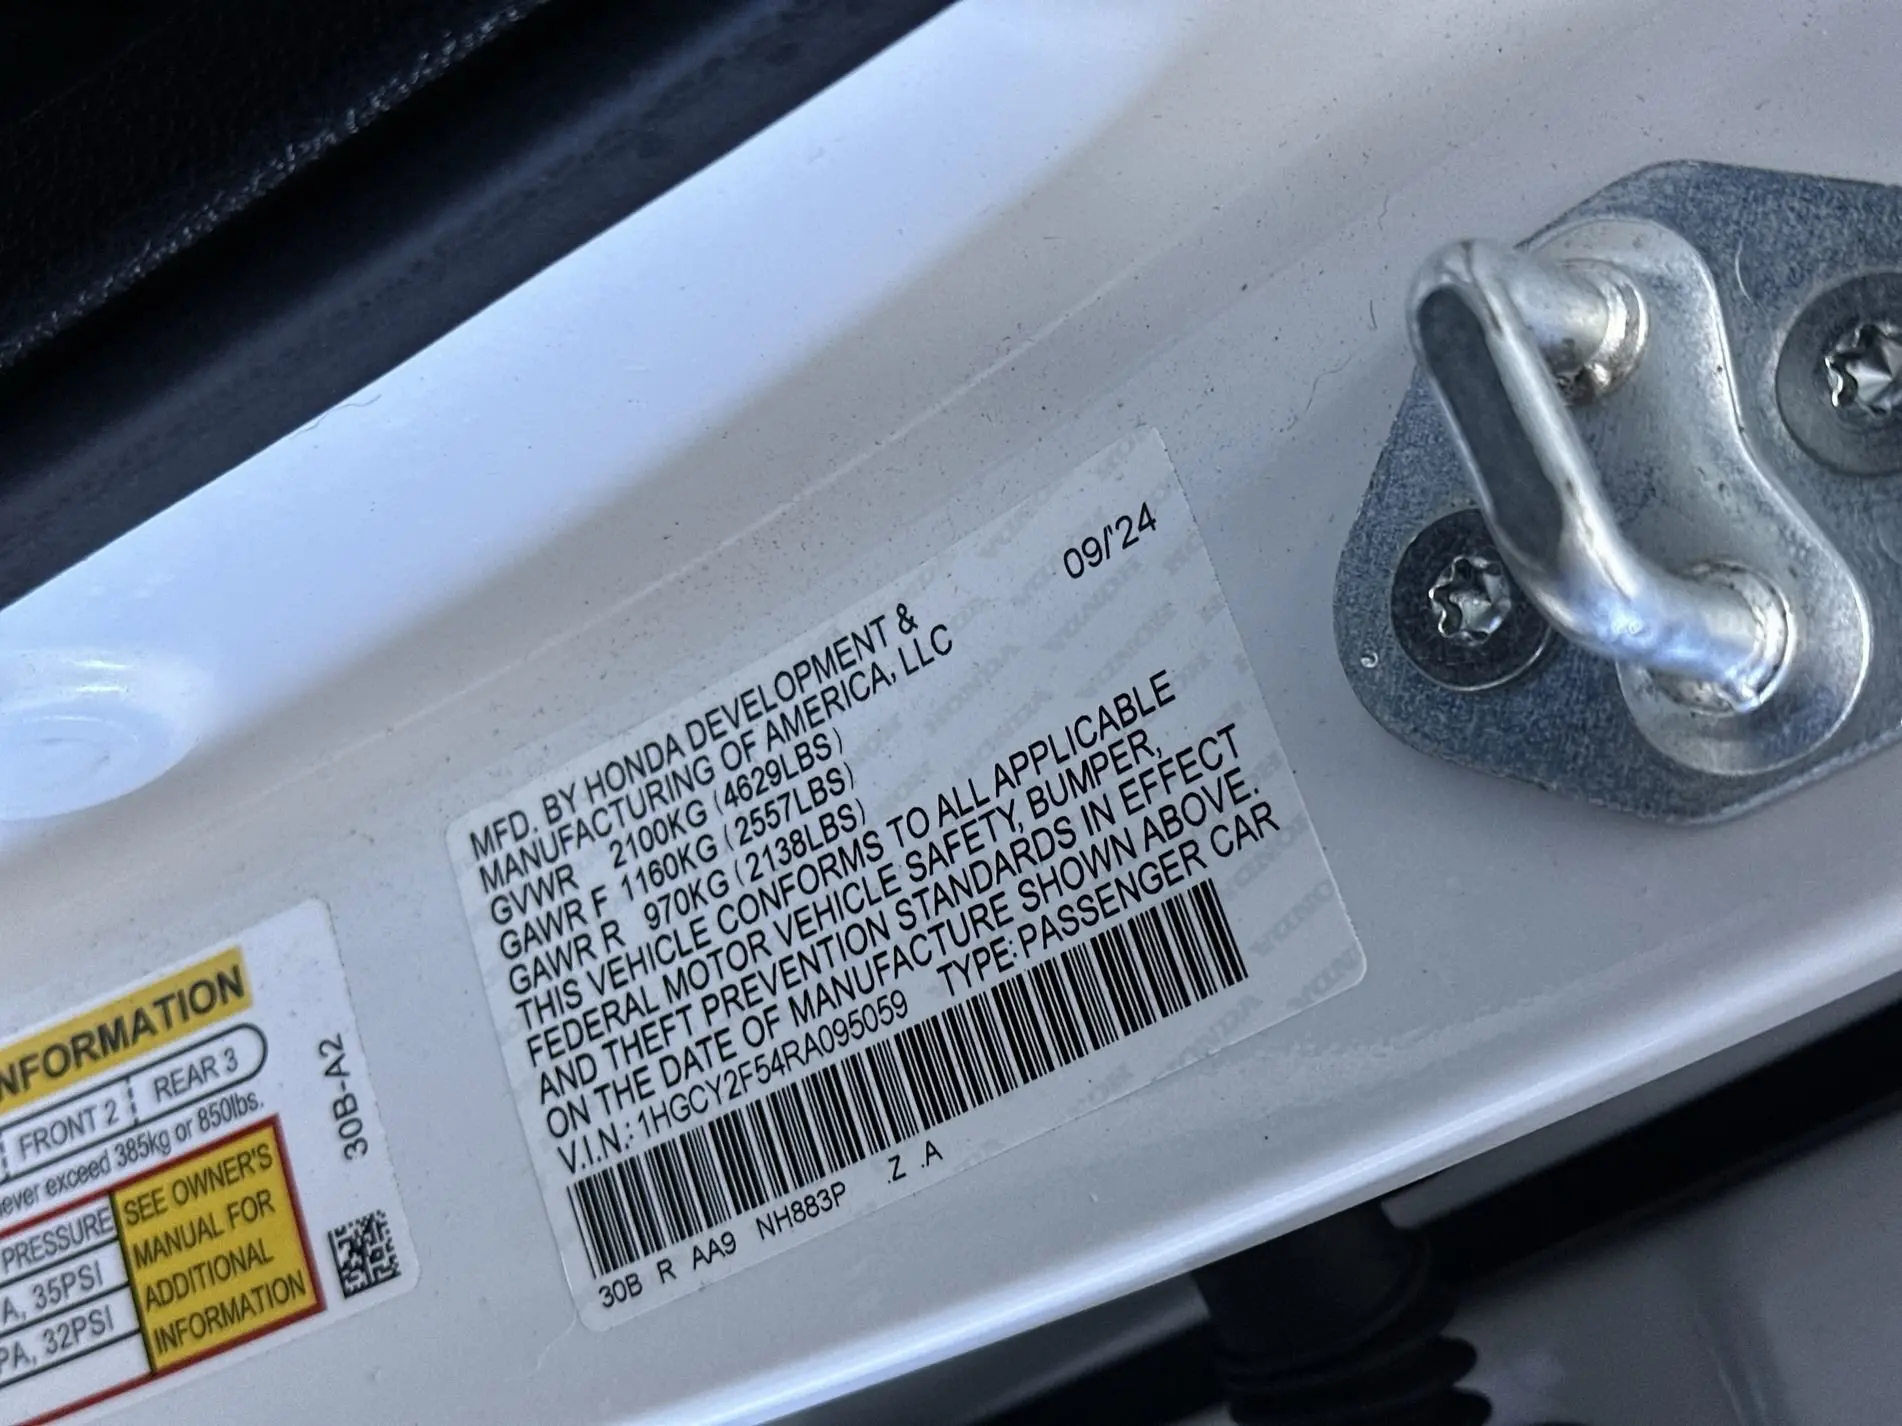 09/'24
MFD. BY HONDA DEVELOPMENT &
MANUFACTURING OF AMERICA, LLC
GVWR 2100KG (4629LBS)
GAWR F 1160KG (2557LBS)
GAWR R 970KG (2138LBS)
THIS VEHICLE CONFORMS TO ALL APPLICABLE
FEDERAL MOTOR VEHICLE SAFETY, BUMPER,
AND THEFT PREVENTION STANDARDS IN EFFECT
ON THE DATE OF MANUFACTURE SHOWN ABOVE.
V.I.N.: 1HGCY2F54RA095059 TYPE: PASSENGER CAR
30B R AA9 NH883P .Z .A
NFORMATION
FRONT 2 REAR 3
never exceed 385kg or 850lbs.
PRESSURE
A, 35PSI
PA, 32PSI
SEE OWNER'S
MANUAL FOR
ADDITIONAL
INFORMATION
30B-A2